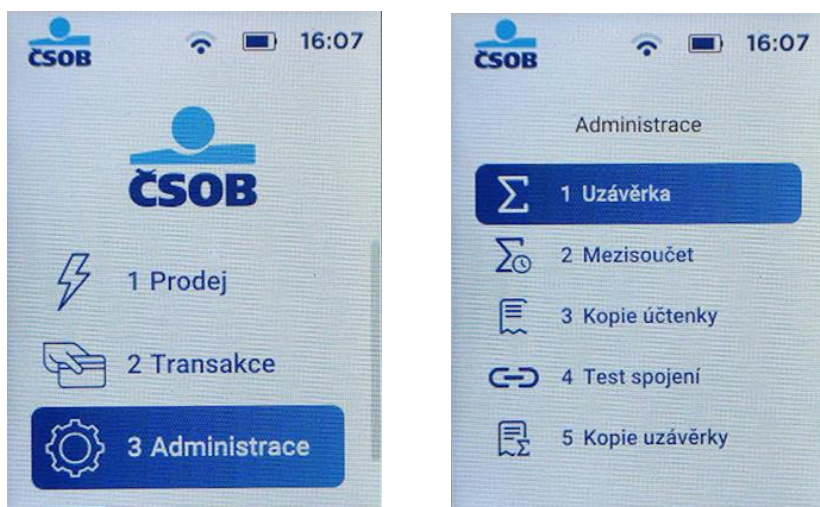 ČSOB
16:07
ČSOB
1 Prodej
2 Transakce
3 Administrace
ČSOB
16:07
Administrace
1 Uzávěrka
2 Mezisoučet
3 Kopie účtenky
4 Test spojení
5 Kopie uzávěrky